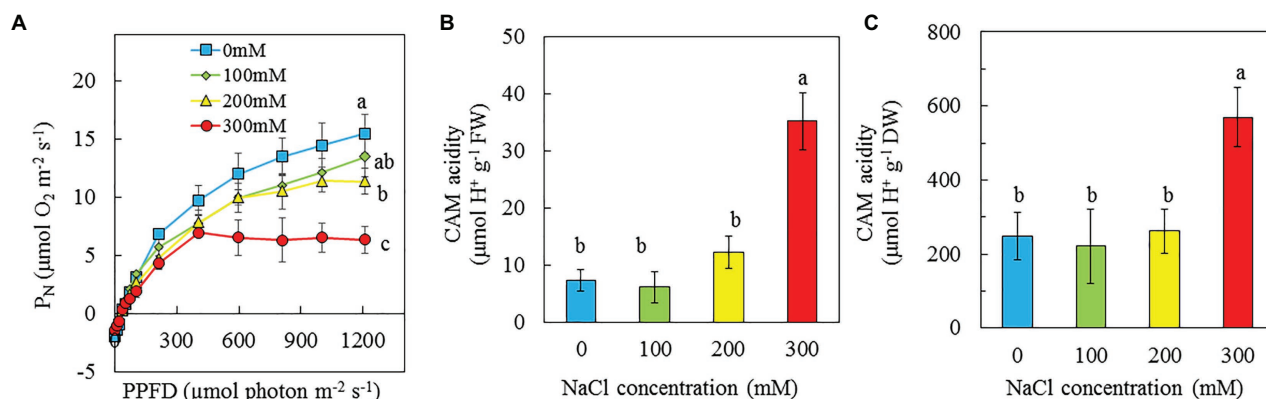 A
0mM
100mM
200mM
300mM
20
15
10
5
0
-5
300 600 900 1200
a
ab
b
c
P_N (µmol O₂ m⁻² s⁻¹)
PPFD (µmol photon m⁻² s⁻¹)
B
50
40
30
20
10
0
b b b a
0 100 200 300
CAM acidity
(µmol H⁺ g⁻¹ FW)
NaCl concentration (mM)
C
800
600
400
200
0
b b b a
0 100 200 300
CAM acidity
(µmol H⁺ g⁻¹ DW)
NaCl concentration (mM)